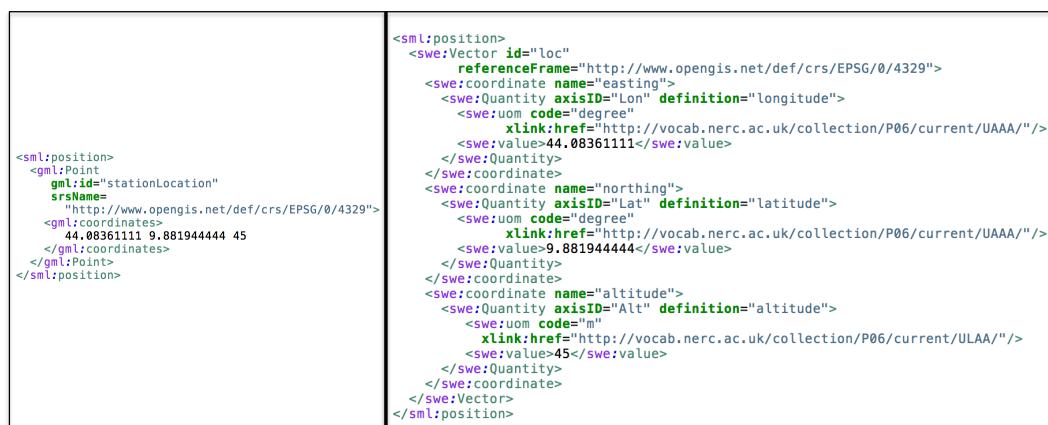 <sml:position>
<gml:Point
gml:id="stationLocation"
srsName=
"http://www.opengis.net/def/crs/EPSG/0/4329">
<gml:coordinates>
44.08361111 9.881944444 45
</gml:coordinates>
</gml:Point>
</sml:position>
<sml:position>
<swe:Vector id="loc"
referenceFrame="http://www.opengis.net/def/crs/EPSG/0/4329">
<swe:coordinate name="easting">
<swe:Quantity axisID="Lon" definition="longitude">
<swe:uom code="degree"
xlink:href="http://vocab.nerc.ac.uk/collection/P06/current/UAAA/"/>
<swe:value>44.08361111</swe:value>
</swe:Quantity>
</swe:coordinate>
<swe:coordinate name="northing">
<swe:Quantity axisID="Lat" definition="latitude">
<swe:uom code="degree"
xlink:href="http://vocab.nerc.ac.uk/collection/P06/current/UAAA/"/>
<swe:value>9.881944444</swe:value>
</swe:Quantity>
</swe:coordinate>
<swe:coordinate name="altitude">
<swe:Quantity axisID="Alt" definition="altitude">
<swe:uom code="m"
xlink:href="http://vocab.nerc.ac.uk/collection/P06/current/ULAA/"/>
<swe:value>45</swe:value>
</swe:Quantity>
</swe:coordinate>
</swe:Vector>
</sml:position>